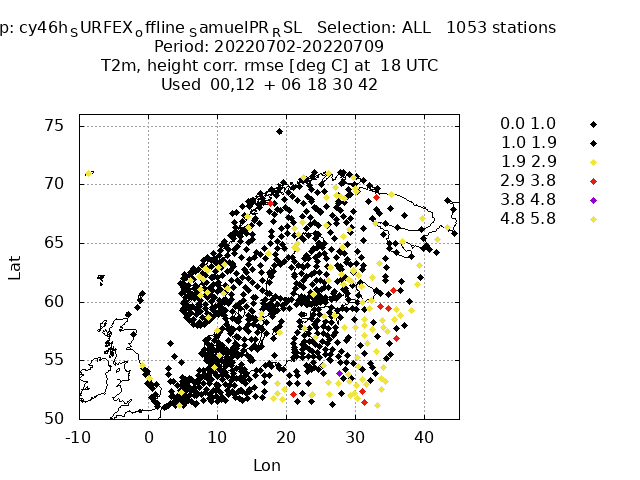 p: cy46hSURFEXoffline SamuelPRRSL Selection: ALL 1053 stations
Period: 20220702-20220709
T2m, height corr. rmse [deg C] at 18 UTC
Used 00,12 + 06 18 30 42
75
70
65
60
55
50
-10 0 10 20 30 40
Lat
Lon
0.0 1.0
1.0 1.9
1.9 2.9
2.9 3.8
3.8 4.8
4.8 5.8